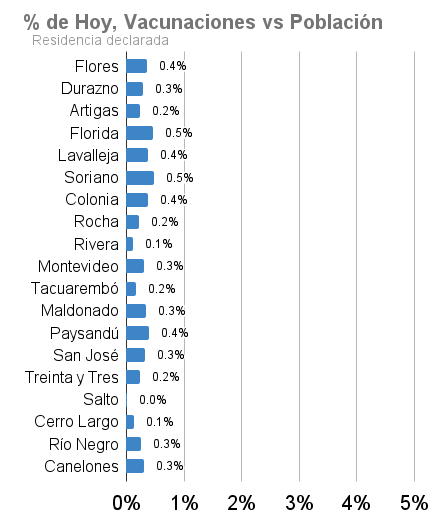 % de Hoy, Vacunaciones vs Población
Residencia declarada
Flores 0.4%
Durazno 0.3%
Artigas 0.2%
Florida 0.5%
Lavalleja 0.4%
Soriano 0.5%
Colonia 0.4%
Rocha 0.2%
Rivera 0.1%
Montevideo 0.3%
Tacuarembó 0.2%
Maldonado 0.3%
Paysandú 0.4%
San José 0.3%
Treinta y Tres 0.2%
Salto 0.0%
Cerro Largo 0.1%
Río Negro 0.3%
Canelones 0.3%
0% 1% 2% 3% 4% 5%